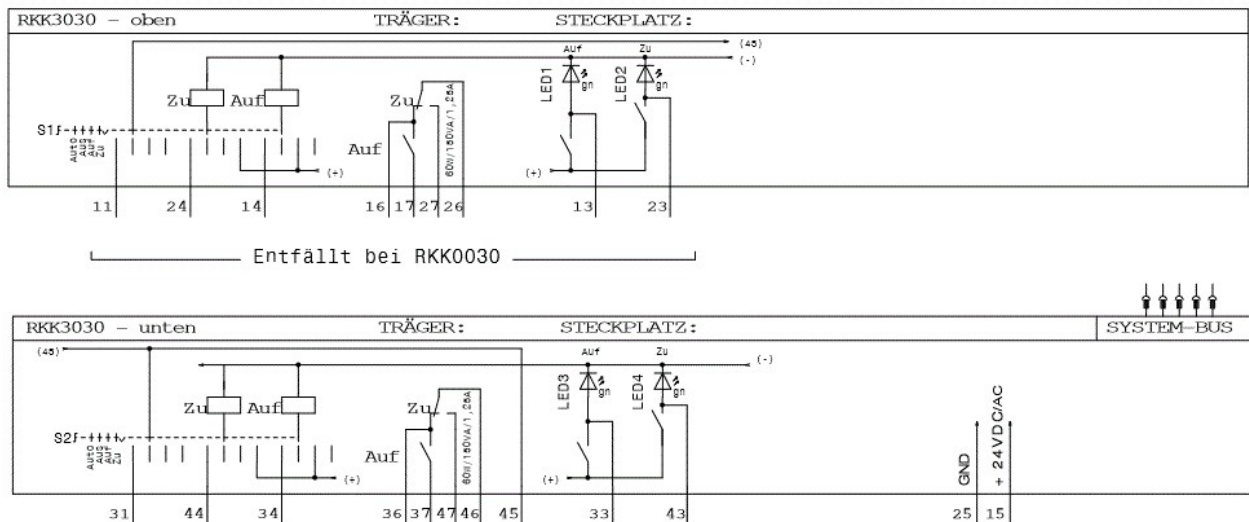 RKK3030 - oben TRÄGER: STECKPLATZ:
(45)
Auf Zu (-)
LED1 gn LED2 gn
Zu Auf Zu 60W/150VA/1,25A
S1
Auto
Aus
Auf
Zu
Auf
(+) (+)
11 24 14 16 17 27 26 13 23
Entfällt bei RKK0030
RKK3030 - unten TRÄGER: STECKPLATZ: SYSTEM-BUS
(45) Auf Zu (-)
LED3 gn LED4 gn
Zu Auf Zu 60W/150VA/1,25A
S2
Auto
Aus
Auf
Zu
Auf
(+) (+)
GND + 24VDC/AC
31 44 34 36 37 47 46 45 33 43 25 15